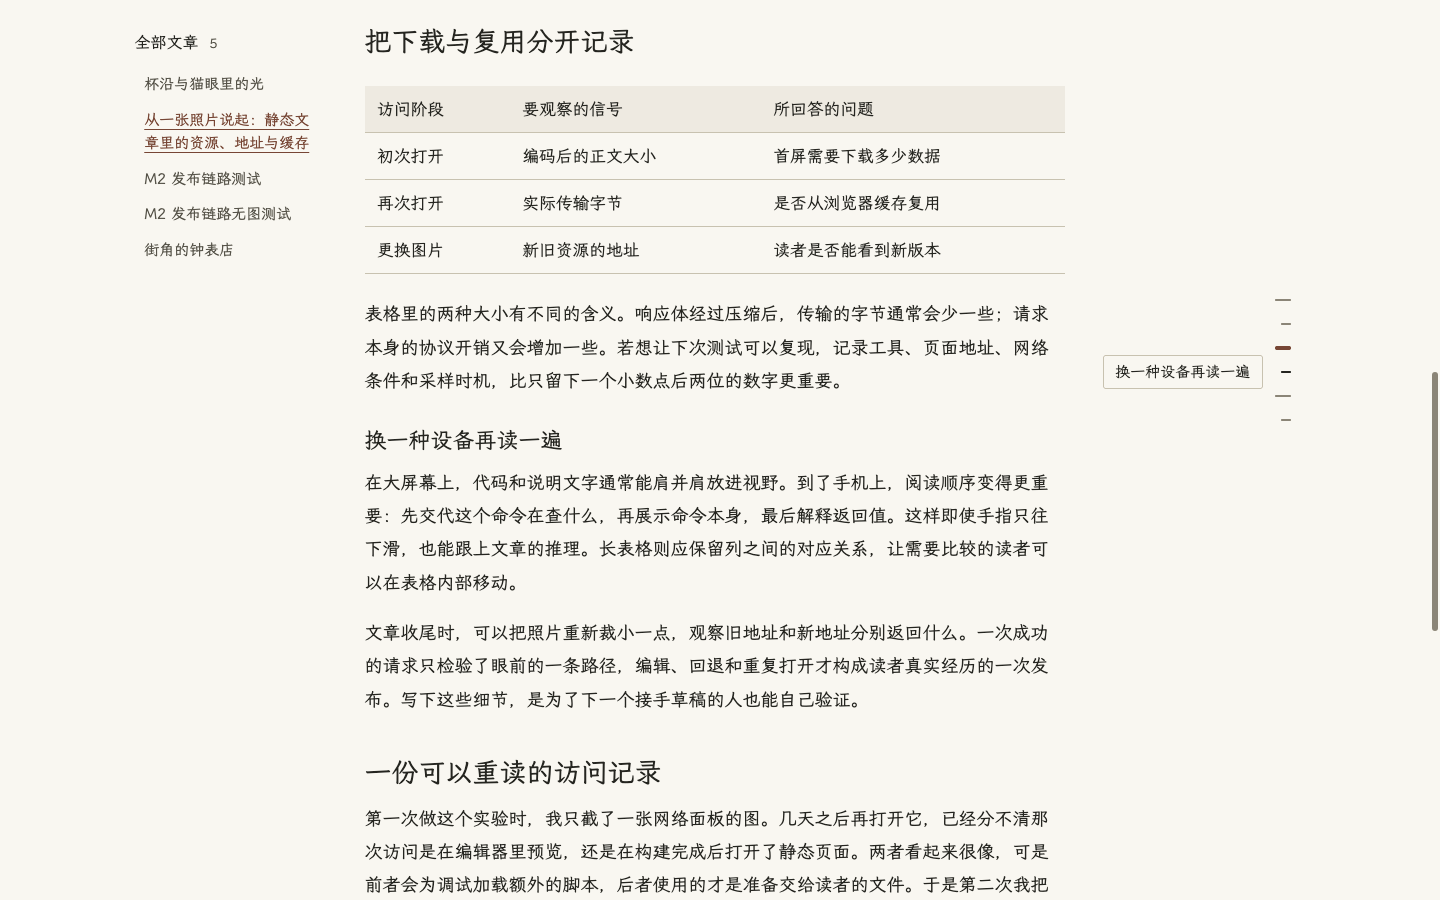 全部文章 5
杯沿与猫眼里的光
从一张照片说起：静态文
章里的资源、地址与缓存
M2 发布链路测试
M2 发布链路无图测试
街角的钟表店
把下载与复用分开记录
访问阶段 要观察的信号 所回答的问题
初次打开 编码后的正文大小 首屏需要下载多少数据
再次打开 实际传输字节 是否从浏览器缓存复用
更换图片 新旧资源的地址 读者是否能看到新版本
表格里的两种大小有不同的含义。响应体经过压缩后，传输的字节通常会少一些；请求
本身的协议开销又会增加一些。若想让下次测试可以复现，记录工具、页面地址、网络
条件和采样时机，比只留下一个小数点后两位的数字更重要。
换一种设备再读一遍
在大屏幕上，代码和说明文字通常能肩并肩放进视野。到了手机上，阅读顺序变得更重
要：先交代这个命令在查什么，再展示命令本身，最后解释返回值。这样即使手指只往
下滑，也能跟上文章的推理。长表格则应保留列之间的对应关系，让需要比较的读者可
以在表格内部移动。
文章收尾时，可以把照片重新裁小一点，观察旧地址和新地址分别返回什么。一次成功
的请求只检验了眼前的一条路径，编辑、回退和重复打开才构成读者真实经历的一次发
布。写下这些细节，是为了下一个接手草稿的人也能自己验证。
一份可以重读的访问记录
第一次做这个实验时，我只截了一张网络面板的图。几天之后再打开它，已经分不清那
次访问是在编辑器里预览，还是在构建完成后打开了静态页面。两者看起来很像，可是
前者会为调试加载额外的脚本，后者使用的才是准备交给读者的文件。于是第二次我把
换一种设备再读一遍